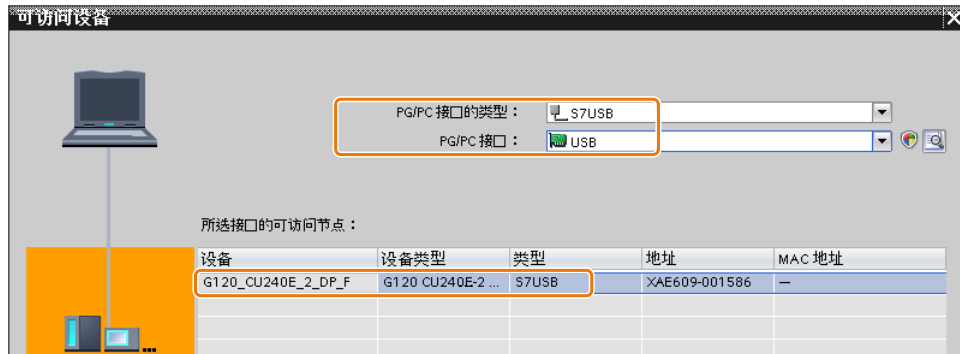 可访问设备
PG/PC 接口的类型： S7USB
PG/PC 接口： USB
所选接口的可访问节点：
设备 设备类型 类型 地址 MAC 地址
G120_CU240E_2_DP_F G120 CU240E-2 ... S7USB XAE609-001586 —